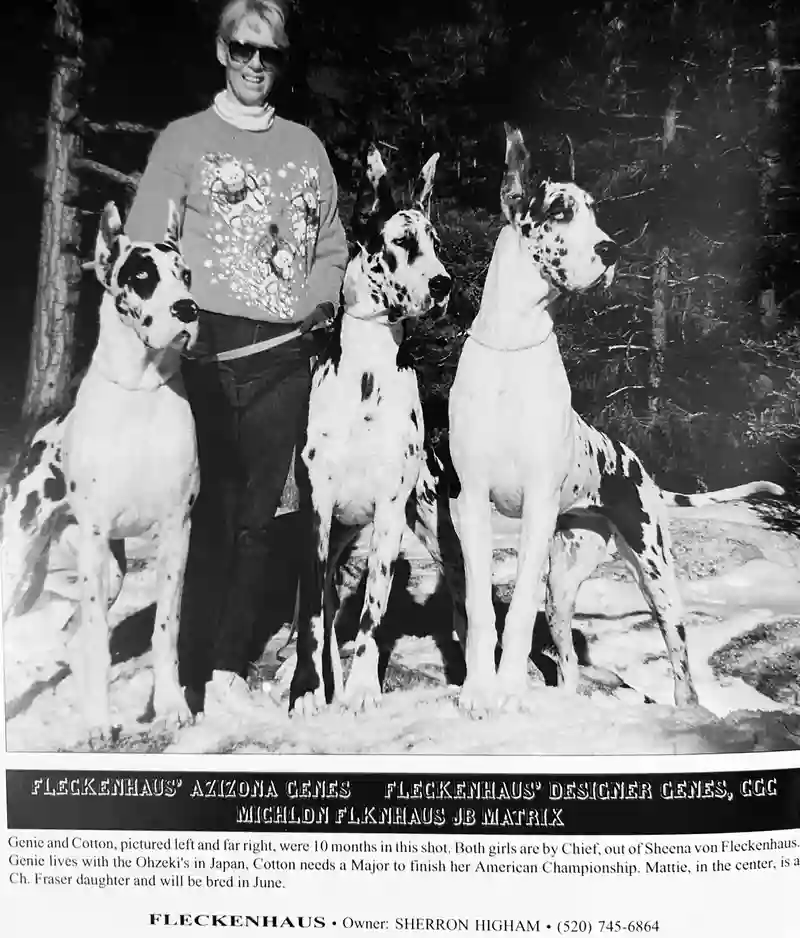 FLECKENHAUS' AZIZONA GENES FLECKENHAUS' DESIGNER GENES, CGC
MICHLDN FLKNHAUS JB MATRIX
Genie and Cotton, pictured left and far right, were 10 months in this shot. Both girls are by Chief, out of Sheena von Fleckenhaus.
Genie lives with the Ohzeki's in Japan, Cotton needs a Major to finish her American Championship. Mattie, in the center, is a
Ch. Fraser daughter and will be bred in June.
FLECKENHAUS • Owner: SHERRON HIGHAM • (520) 745-6864